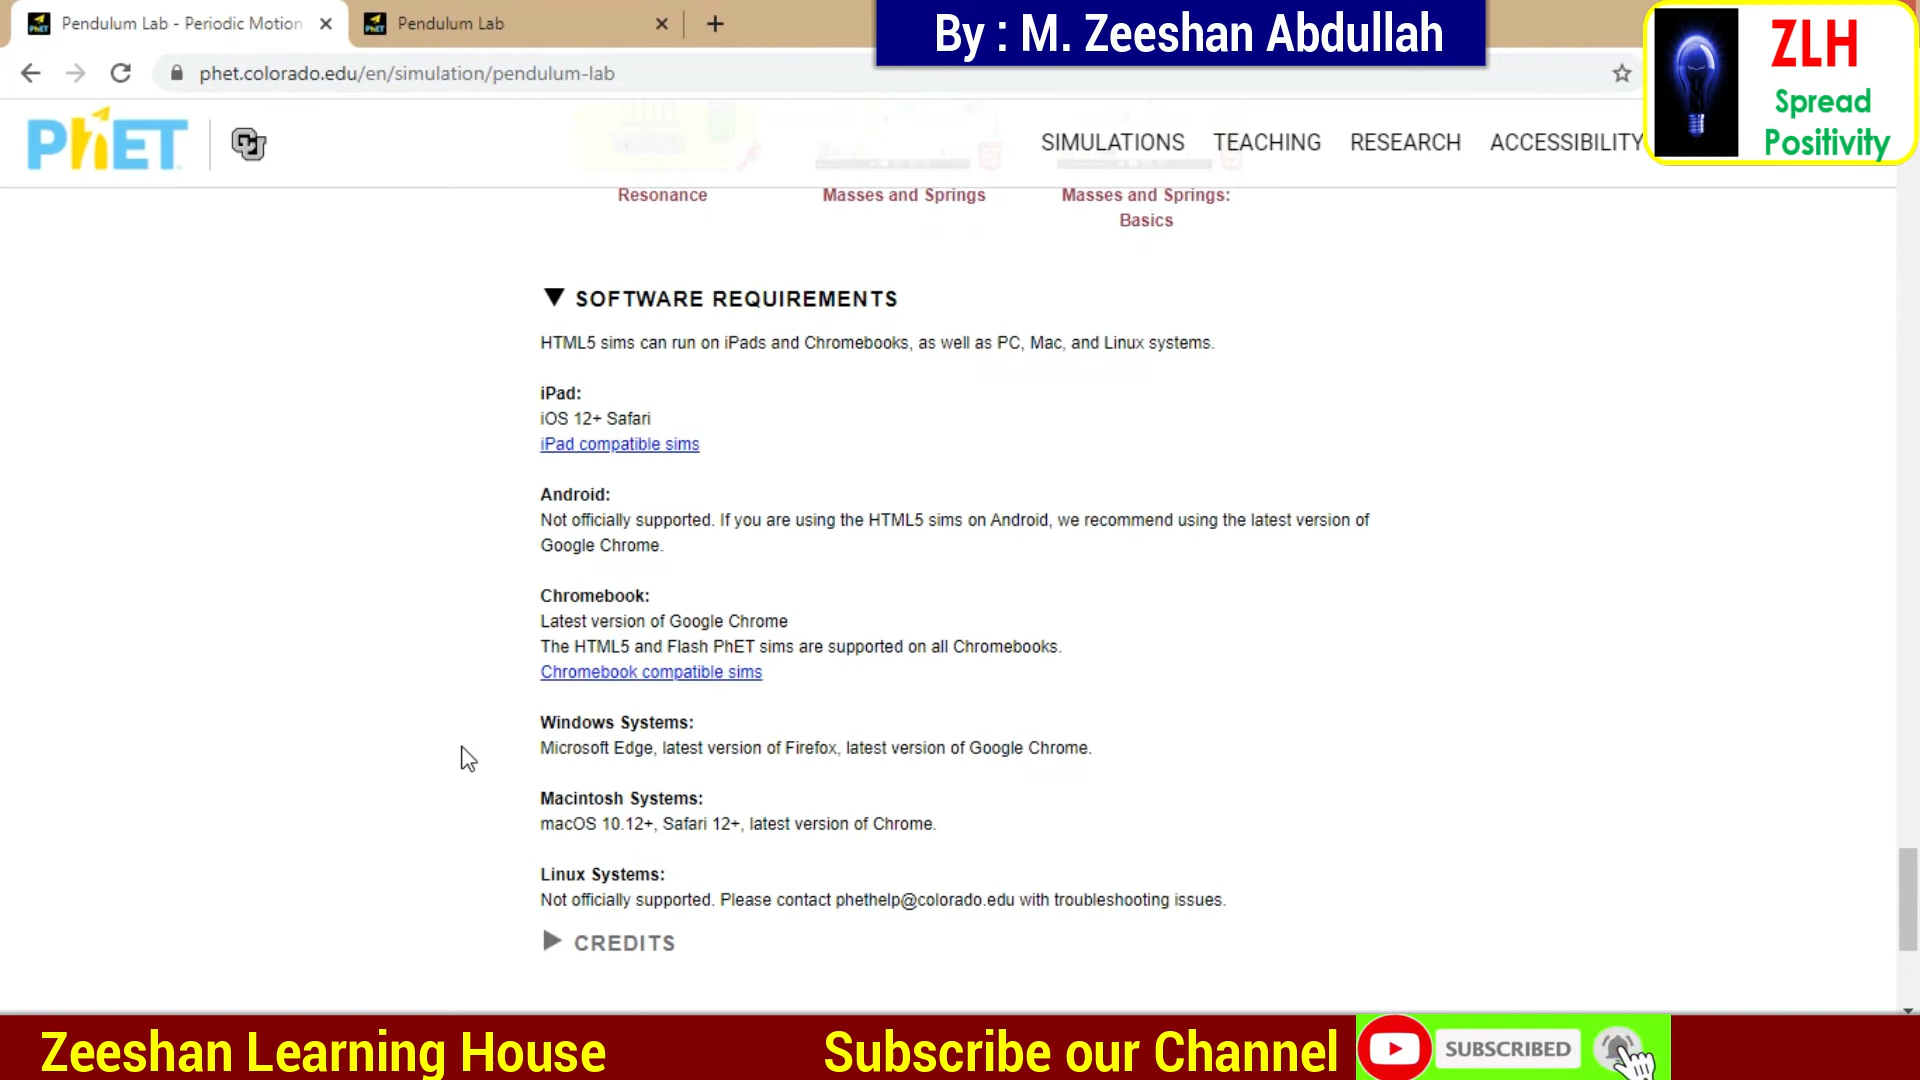 Pendulum Lab - Periodic Motion
Pendulum Lab
By : M. Zeeshan Abdullah
phet.colorado.edu/en/simulation/pendulum-lab
ZLH
Spread
Positivity
PhET
SIMULATIONS TEACHING RESEARCH ACCESSIBILITY
Resonance
Masses and Springs
Masses and Springs:
Basics
SOFTWARE REQUIREMENTS
HTML5 sims can run on iPads and Chromebooks, as well as PC, Mac, and Linux systems.
iPad:
iOS 12+ Safari
iPad compatible sims
Android:
Not officially supported. If you are using the HTML5 sims on Android, we recommend using the latest version of
Google Chrome.
Chromebook:
Latest version of Google Chrome
The HTML5 and Flash PhET sims are supported on all Chromebooks.
Chromebook compatible sims
Windows Systems:
Microsoft Edge, latest version of Firefox, latest version of Google Chrome.
Macintosh Systems:
macOS 10.12+, Safari 12+, latest version of Chrome.
Linux Systems:
Not officially supported. Please contact phethelp@colorado.edu with troubleshooting issues.
CREDITS
Zeeshan Learning House
Subscribe our Channel
SUBSCRIBED